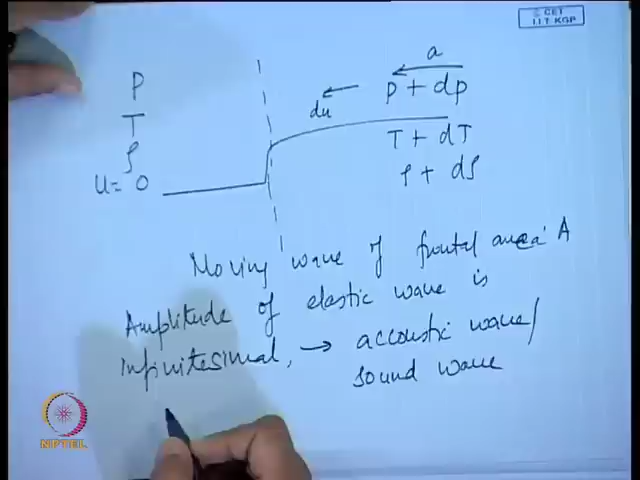 © CET
I.I.T. KGP
a
P
p + dp
du
T
T + dT
ρ
ρ + dρ
u = 0
Moving wave of frontal area A
Amplitude of elastic wave is
infinitesimal, → accoustic wave/
sound wave
NPTEL